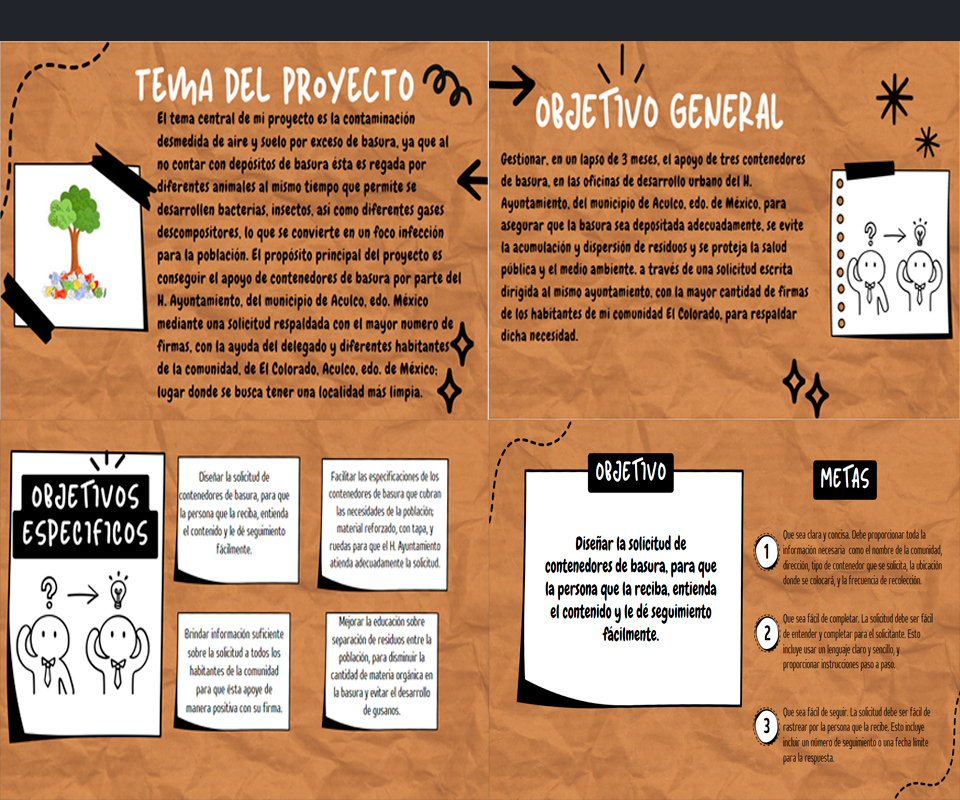 TEMA DEL PROYECTO
El tema central de mi proyecto es la contaminación
desmedida de aire y suelo por exceso de basura, ya que al
no contar con depósitos de basura ésta es regada por
diferentes animales al mismo tiempo que permite se
desarrollen bacterias, insectos, así como diferentes gases
descompositores, lo que se convierte en un foco infección
para la población. El propósito principal del proyecto es
conseguir el apoyo de contenedores de basura por parte del
H. Ayuntamiento, del municipio de Aculco, edo. México
mediante una solicitud respaldada con el mayor numero de
firmas, con la ayuda del delegado y diferentes habitantes
de la comunidad, de El Colorado, Aculco, edo. de México;
lugar donde se busca tener una localidad más limpia.
OBJETIVO GENERAL
Gestionar, en un lapso de 3 meses, el apoyo de tres contenedores
de basura, en las oficinas de desarrollo urbano del H.
Ayuntamiento, del municipio de Aculco, edo. de México, para
asegurar que la basura sea depositada adecuadamente, se evite
la acumulación y dispersión de residuos y se proteja la salud
pública y el medio ambiente. a través de una solicitud escrita
dirigida al mismo ayuntamiento, con la mayor cantidad de firmas
de los habitantes de mi comunidad El Colorado, para respaldar
dicha necesidad.
? 
OBJETIVOS
ESPECIFICOS
?
Diseñar la solicitud de
contenedores de basura, para que
la persona que la reciba, entienda
el contenido y le dé seguimiento
fácilmente.
Facilitar las especificaciones de los
contenedores de basura que cubran
las necesidades de la población;
material reforzado, con tapa, y
ruedas para que el H. Ayuntamiento
atienda adecuadamente la solicitud.
Brindar información suficiente
sobre la solicitud a todos los
habitantes de la comunidad
para que ésta apoye de
manera positiva con su firma.
Mejorar la educación sobre
separación de residuos entre la
población, para disminuir la
cantidad de materia orgánica en
la basura y evitar el desarrollo
de gusanos.
OBJETIVO
Diseñar la solicitud de
contenedores de basura, para que
la persona que la reciba, entienda
el contenido y le dé seguimiento
fácilmente.
METAS
1
Que sea clara y concisa. Debe proporcionar toda la
información necesaria como el nombre de la comunidad,
dirección, tipo de contenedor que se solicita, la ubicación
donde se colocará, y la frecuencia de recolección.
2
Que sea fácil de completar. La solicitud debe ser fácil
de entender y completar para el solicitante. Esto
incluye usar un lenguaje claro y sencillo, y
proporcionar instrucciones paso a paso.
3
Que sea fácil de seguir. La solicitud debe ser fácil de
rastrear por la persona que la recibe. Esto incluye
incluir un número de seguimiento o una fecha límite
para la respuesta.